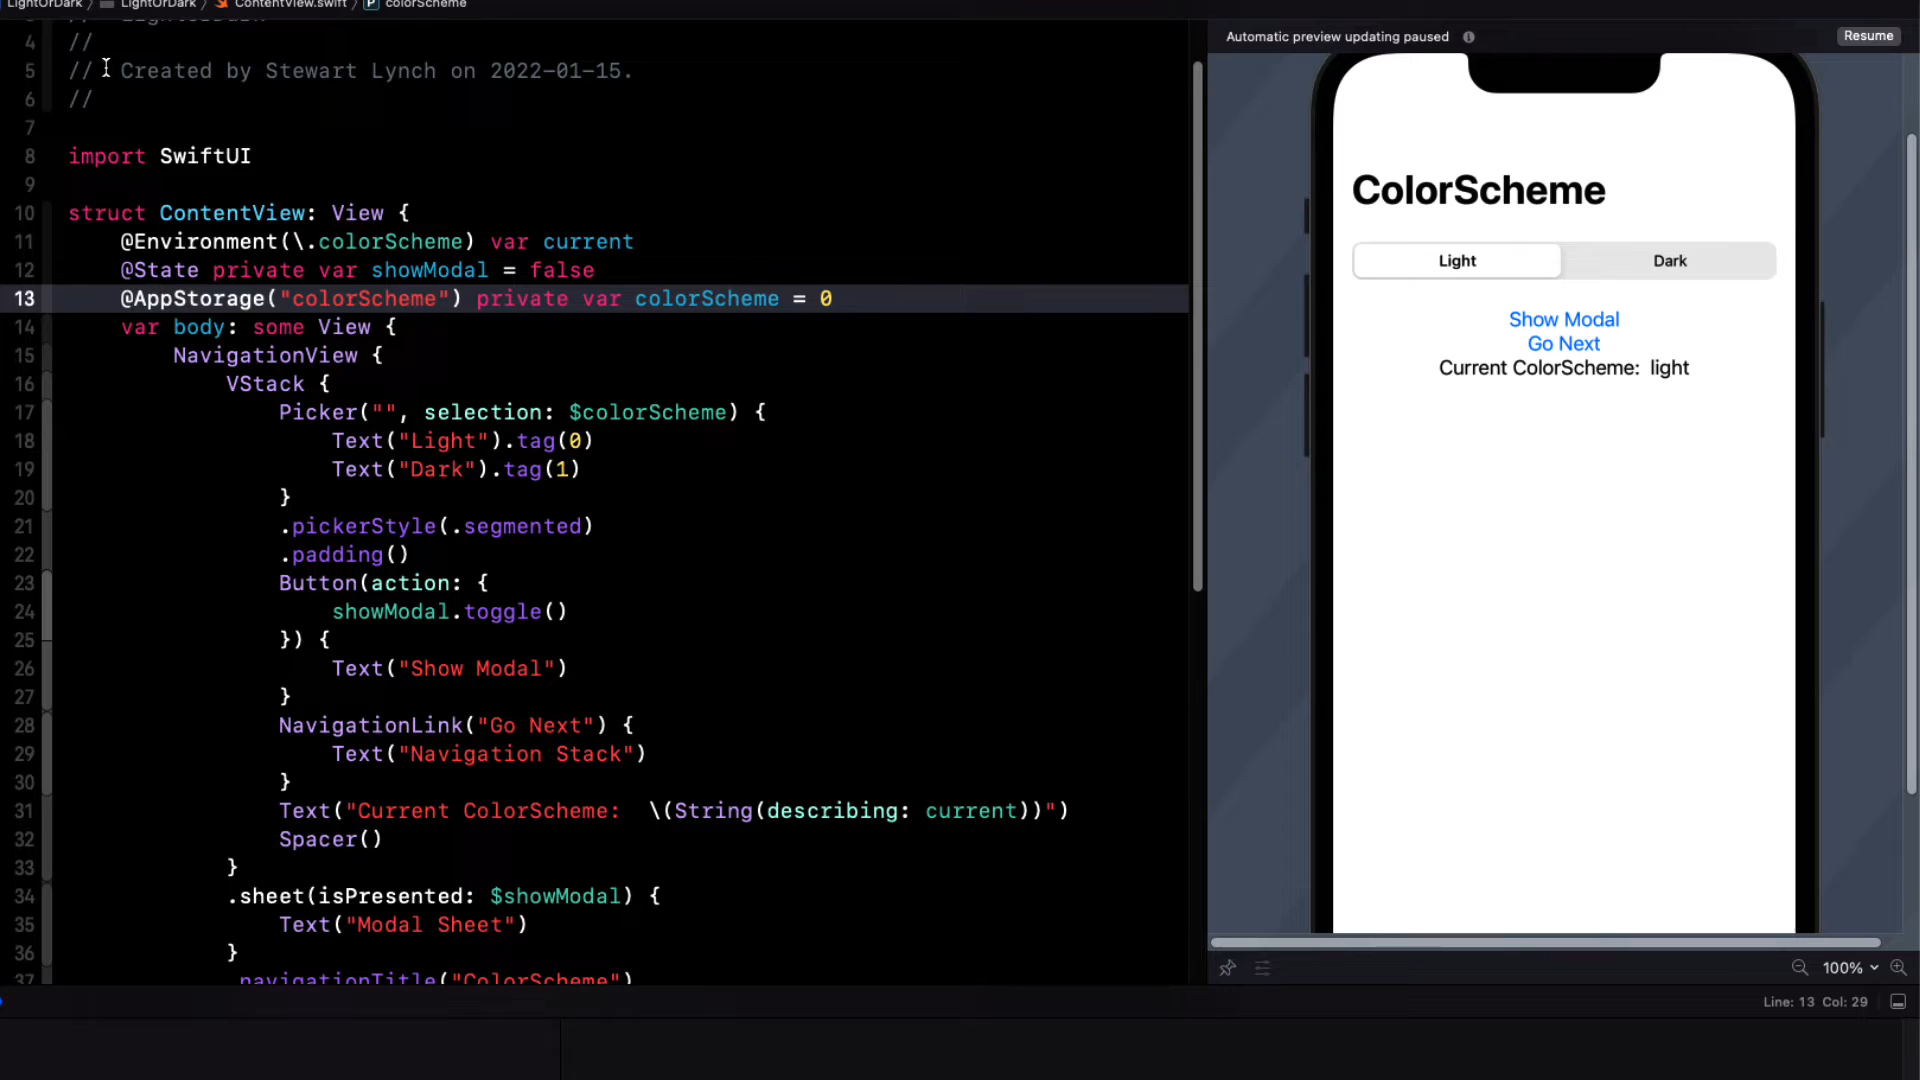 LightOrDark
LightOrDark
ContentView.swift
P
colorScheme
4 //
5 // Created by Stewart Lynch on 2022-01-15.
6 //
7
8 import SwiftUI
9
10 struct ContentView: View {
11 @Environment(\.colorScheme) var current
12 @State private var showModal = false
13 @AppStorage("colorScheme") private var colorScheme = 0
14 var body: some View {
15 NavigationView {
16 VStack {
17 Picker("", selection: $colorScheme) {
18 Text("Light").tag(0)
19 Text("Dark").tag(1)
20 }
21 .pickerStyle(.segmented)
22 .padding()
23 Button(action: {
24 showModal.toggle()
25 }) {
26 Text("Show Modal")
27 }
28 NavigationLink("Go Next") {
29 Text("Navigation Stack")
30 }
31 Text("Current ColorScheme:  \(String(describing: current))")
32 Spacer()
33 }
34 .sheet(isPresented: $showModal) {
35 Text("Modal Sheet")
36 }
37 .navigationTitle("ColorScheme")
Automatic preview updating paused
Resume
ColorScheme
Light
Dark
Show Modal
Go Next
Current ColorScheme:  light
100%
Line: 13 Col: 29